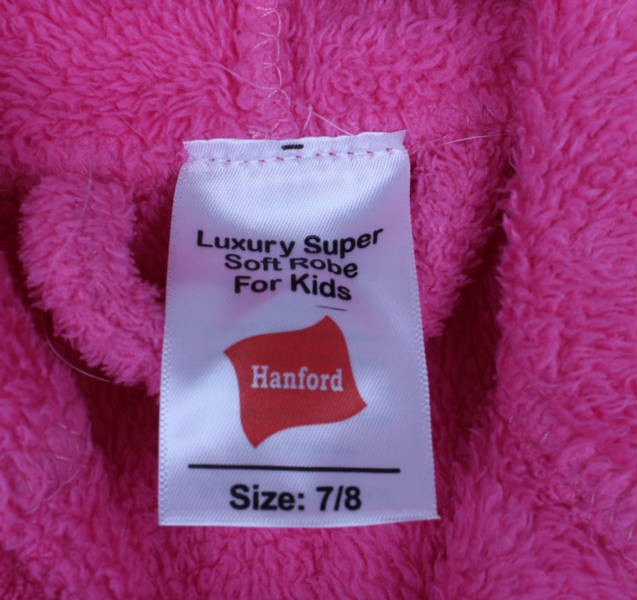 Luxury Super
Soft Robe
For Kids
Hanford
Size: 7/8